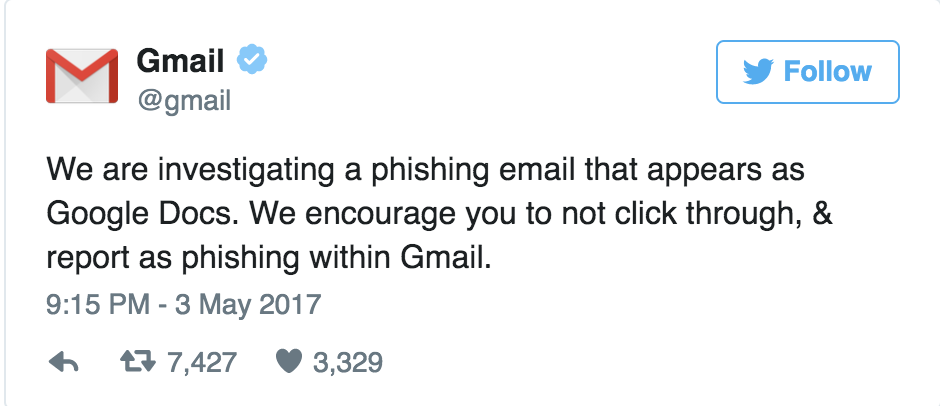 Gmail
@gmail
Follow
We are investigating a phishing email that appears as
Google Docs. We encourage you to not click through, &
report as phishing within Gmail.
9:15 PM - 3 May 2017
7,427 3,329